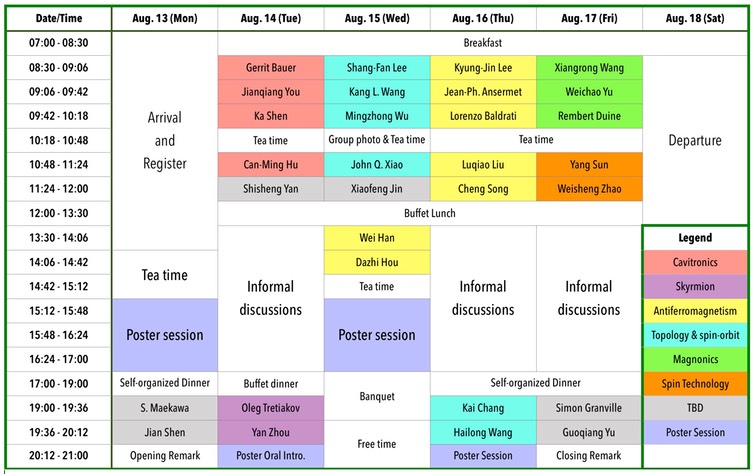 Date/Time Aug. 13 (Mon) Aug. 14 (Tue) Aug. 15 (Wed) Aug. 16 (Thu) Aug. 17 (Fri) Aug. 18 (Sat)
07:00 - 08:30 Breakfast
08:30 - 09:06 Gerrit Bauer Shang-Fan Lee Kyung-Jin Lee Xiangrong Wang
09:06 - 09:42 Jianqiang You Kang L. Wang Jean-Ph. Ansermet Weichao Yu
09:42 - 10:18 Ka Shen Mingzhong Wu Lorenzo Baldrati Rembert Duine
Arrival
and
Register
Departure
10:18 - 10:48 Tea time Group photo & Tea time Tea time
10:48 - 11:24 Can-Ming Hu John Q. Xiao Luqiao Liu Yang Sun
11:24 - 12:00 Shisheng Yan Xiaofeng Jin Cheng Song Weisheng Zhao
12:00 - 13:30 Buffet Lunch
13:30 - 14:06 Wei Han Legend
14:06 - 14:42 Dazhi Hou Cavitronics
Tea time
14:42 - 15:12 Tea time Skyrmion
Informal
discussions
Informal
discussions
Informal
discussions
15:12 - 15:48 Antiferromagnetism
15:48 - 16:24 Poster session Poster session Topology & spin-orbit
16:24 - 17:00 Magnonics
17:00 - 19:00 Self-organized Dinner Buffet dinner Banquet Self-organized Dinner Spin Technology
19:00 - 19:36 S. Maekawa Oleg Tretiakov Kai Chang Simon Granville TBD
19:36 - 20:12 Jian Shen Yan Zhou Free time Hailong Wang Guoqiang Yu Poster Session
20:12 - 21:00 Opening Remark Poster Oral Intro. Poster Session Closing Remark